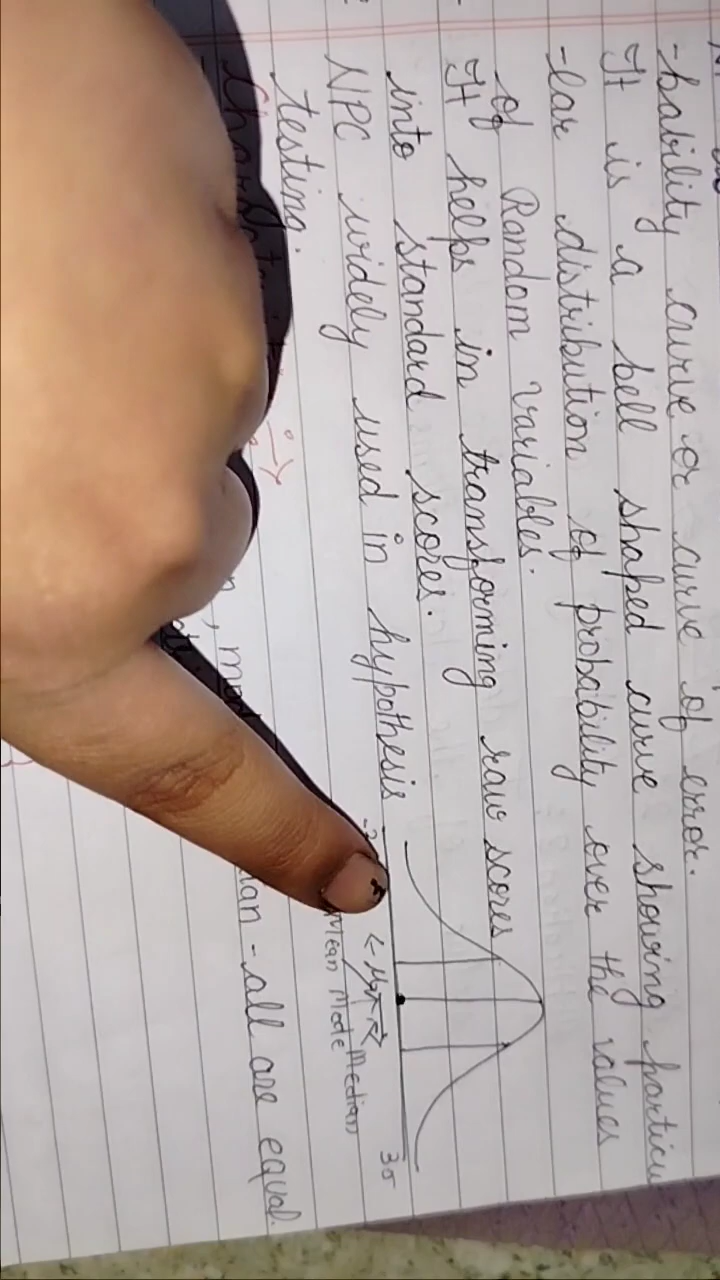 -bability curve or curve of error.
It is a bell shaped curve showing particu
-lar distribution of probability over the values
of Random variables.
It helps in transforming raw scores
into standard scores.
NPC widely used in hypothesis
testing.
3σ
Mean Mode Median
all are equal.